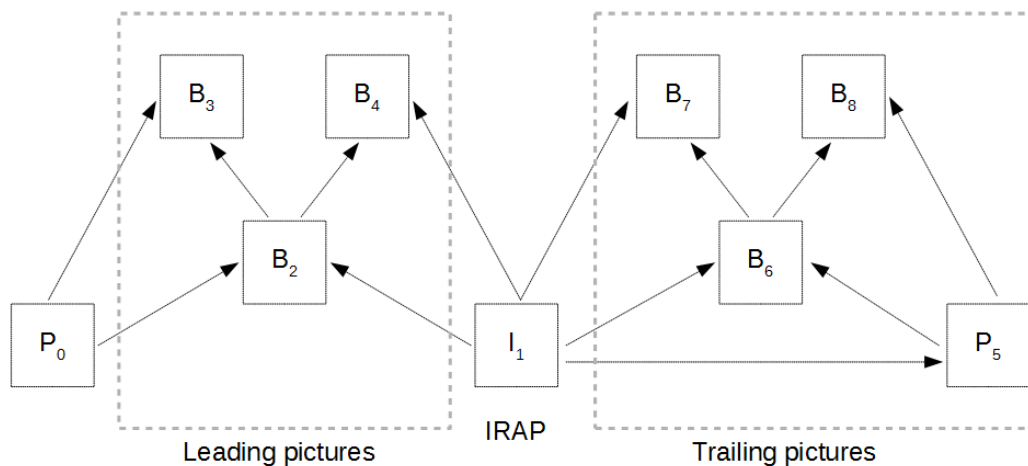 B₃ B₄ B₇ B₈
B₂ B₆
P₀ I₁ P₅
IRAP
Leading pictures Trailing pictures